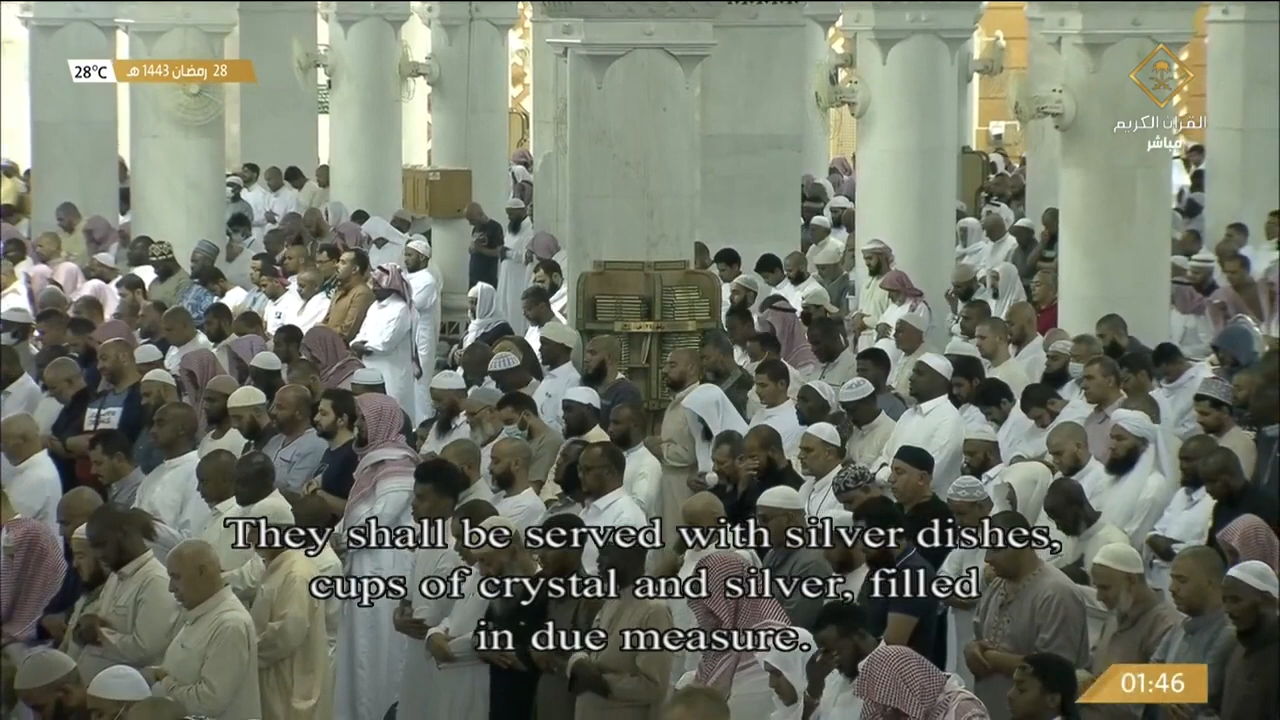 28°C
28 رمضان 1443 هـ
القرآن الكريم
مباشر
They shall be served with silver dishes,
cups of crystal and silver, filled
in due measure.
01:46